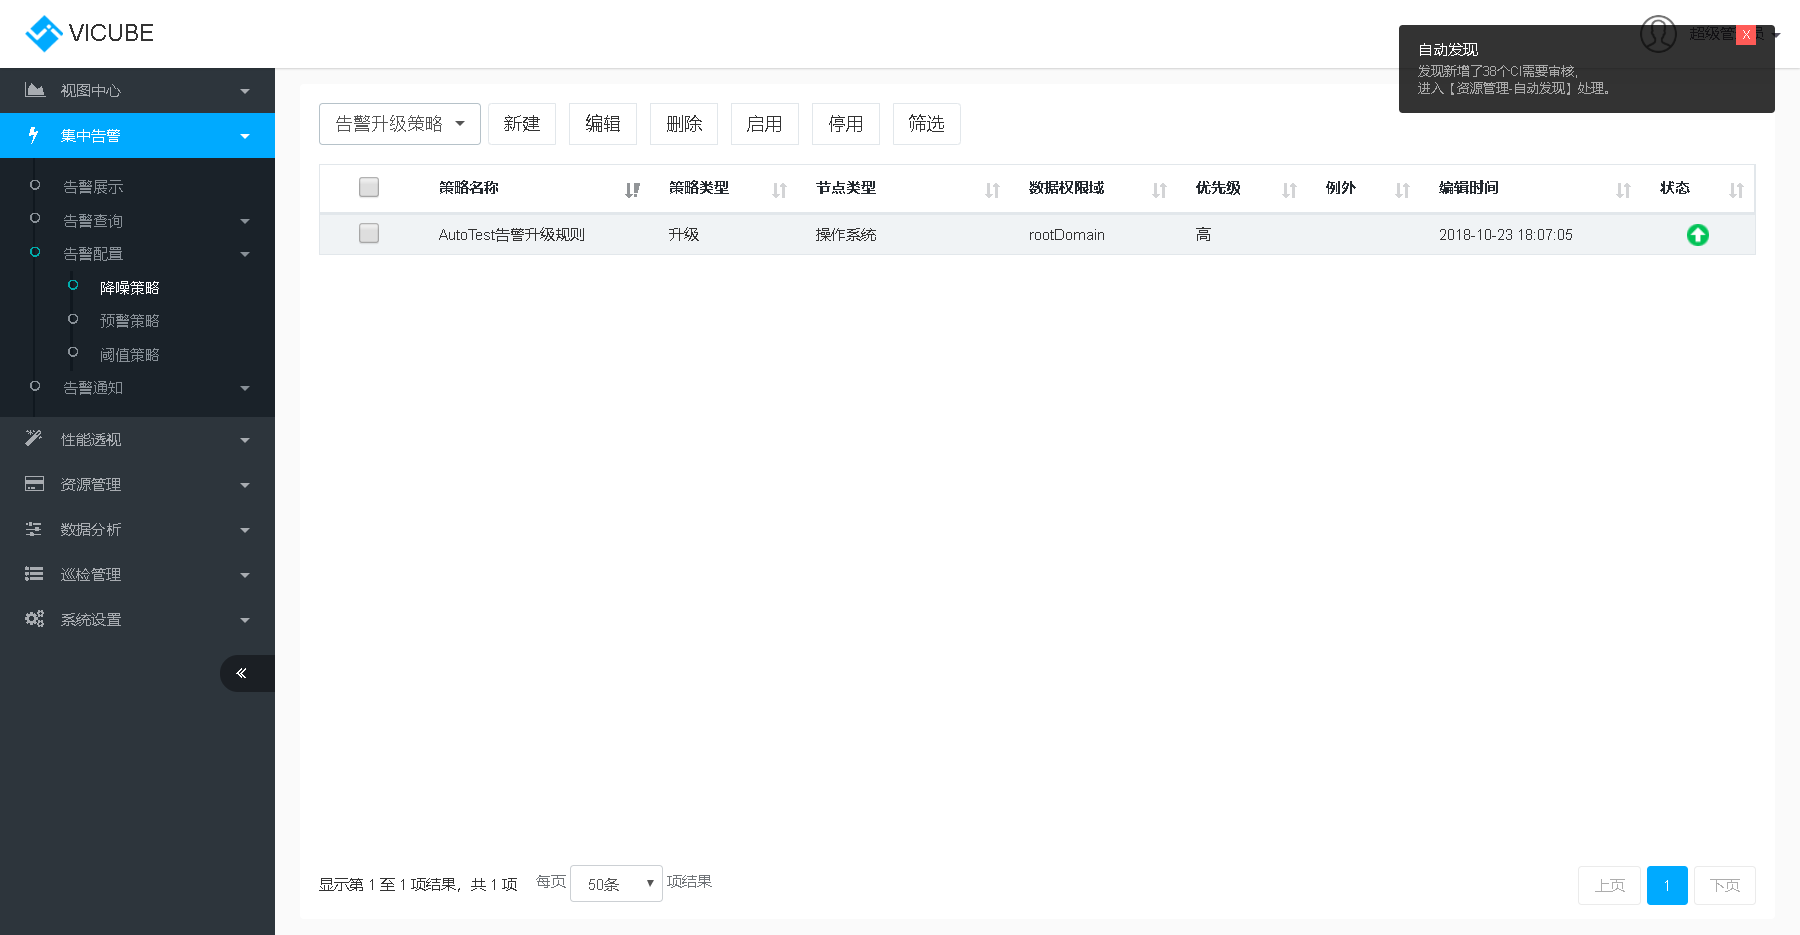 VICUBE
超级管
员
X
自动发现
发现新增了38个CI需要审核,
进入【资源管理-自动发现】处理。
视图中心
集中告警
告警展示
告警查询
告警配置
降噪策略
预警策略
阈值策略
告警通知
性能透视
资源管理
数据分析
巡检管理
系统设置
告警升级策略
新建
编辑
删除
启用
停用
筛选
策略名称 策略类型 节点类型 数据权限域 优先级 例外 编辑时间 状态
AutoTest告警升级规则 升级 操作系统 rootDomain 高 2018-10-23 18:07:05
显示第 1 至 1 项结果，共 1 项 每页 50条 项结果
上页 1 下页